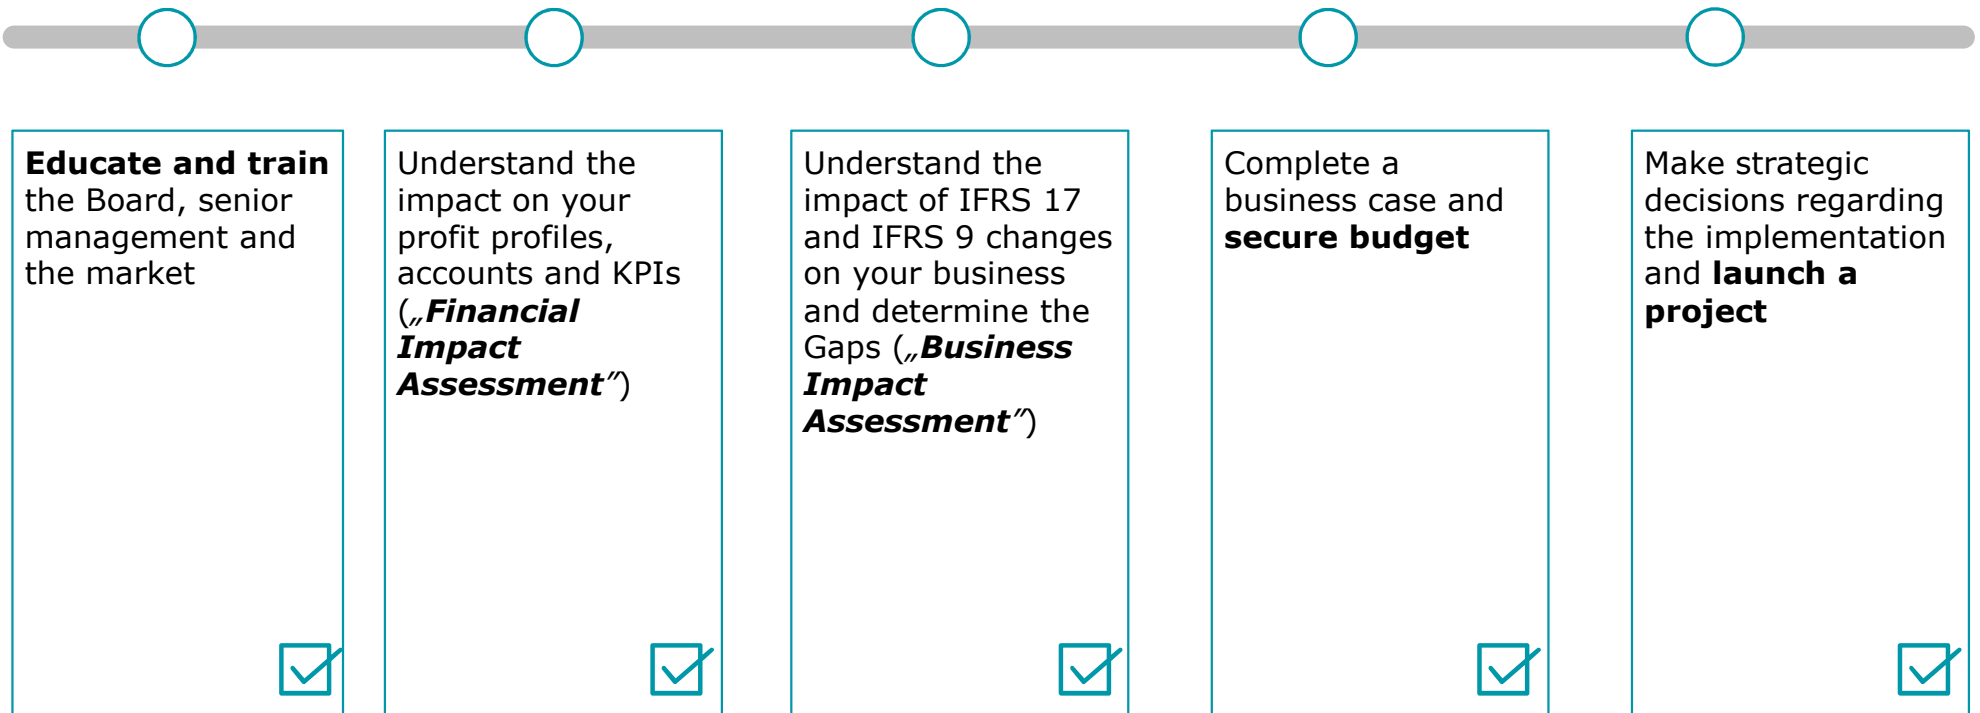 Educate and train
the Board, senior
management and
the market
Understand the
impact on your
profit profiles,
accounts and KPIs
(„Financial
Impact
Assessment″)
Understand the
impact of IFRS 17
and IFRS 9 changes
on your business
and determine the
Gaps („Business
Impact
Assessment″)
Complete a
business case and
secure budget
Make strategic
decisions regarding
the implementation
and launch a
project